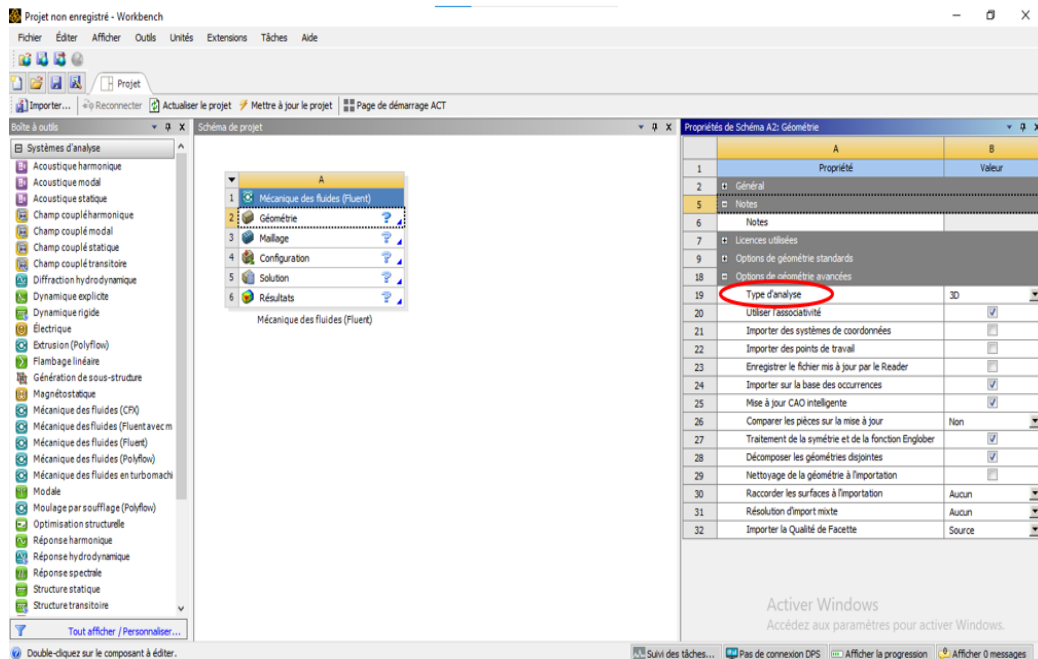 Projet non enregistré - Workbench
Fichier Éditer Afficher Outils Unités Extensions Tâches Aide
Projet
Importer... Reconnecter Actualiser le projet Mettre à jour le projet Page de démarrage ACT
Boîte à outils
Systèmes d'analyse
Acoustique harmonique
Acoustique modal
Acoustique statique
Champ coupléharmonique
Champ couplé modal
Champ couplé statique
Champ couplé transitoire
Diffraction hydrodynamique
Dynamique explicite
Dynamique rigide
Électrique
Extrusion (Polyflow)
Flambage linéaire
Génération de sous-structure
Magnétostatique
Mécanique des fluides (CFX)
Mécanique des fluides (Fluent avec m
Mécanique des fluides (Fluent)
Mécanique des fluides (Polyflow)
Mécanique des fluides en turbomachi
Modale
Moulage par soufflage (Polyflow)
Optimisation structurelle
Réponse harmonique
Réponse hydrodynamique
Réponse spectrale
Structure statique
Structure transitoire
Tout afficher / Personnaliser...
Schéma de projet
A
1 Mécanique des fluides (Fluent)
2 Géométrie ?
3 Maillage ?
4 Configuration ?
5 Solution ?
6 Résultats ?
Mécanique des fluides (Fluent)
Propriétés de Schéma A2: Géométrie
A B
1 Propriété Valeur
2 Général
5 Notes
6 Notes
7 Licences utilisées
9 Options de géométrie standards
18 Options de géométrie avancées
19 Type d'analyse 3D
20 Utiliser l'associativité
21 Importer des systèmes de coordonnées
22 Importer des points de travail
23 Enregistrer le fichier mis à jour par le Reader
24 Importer sur la base des occurrences
25 Mise à jour CAO intelligente
26 Comparer les pièces sur la mise à jour Non
27 Traitement de la symétrie et de la fonction Englober
28 Décomposer les géométries disjointes
29 Nettoyage de la géométrie à l'importation
30 Raccorder les surfaces à l'importation Aucun
31 Résolution d'import mixte Aucun
32 Importer la Qualité de Facette Source
Activer Windows
Accédez aux paramètres pour activer Windows.
Double-cliquez sur le composant à éditer.
Suivi des tâches... Pas de connexion DPS Afficher la progression Afficher 0 messages